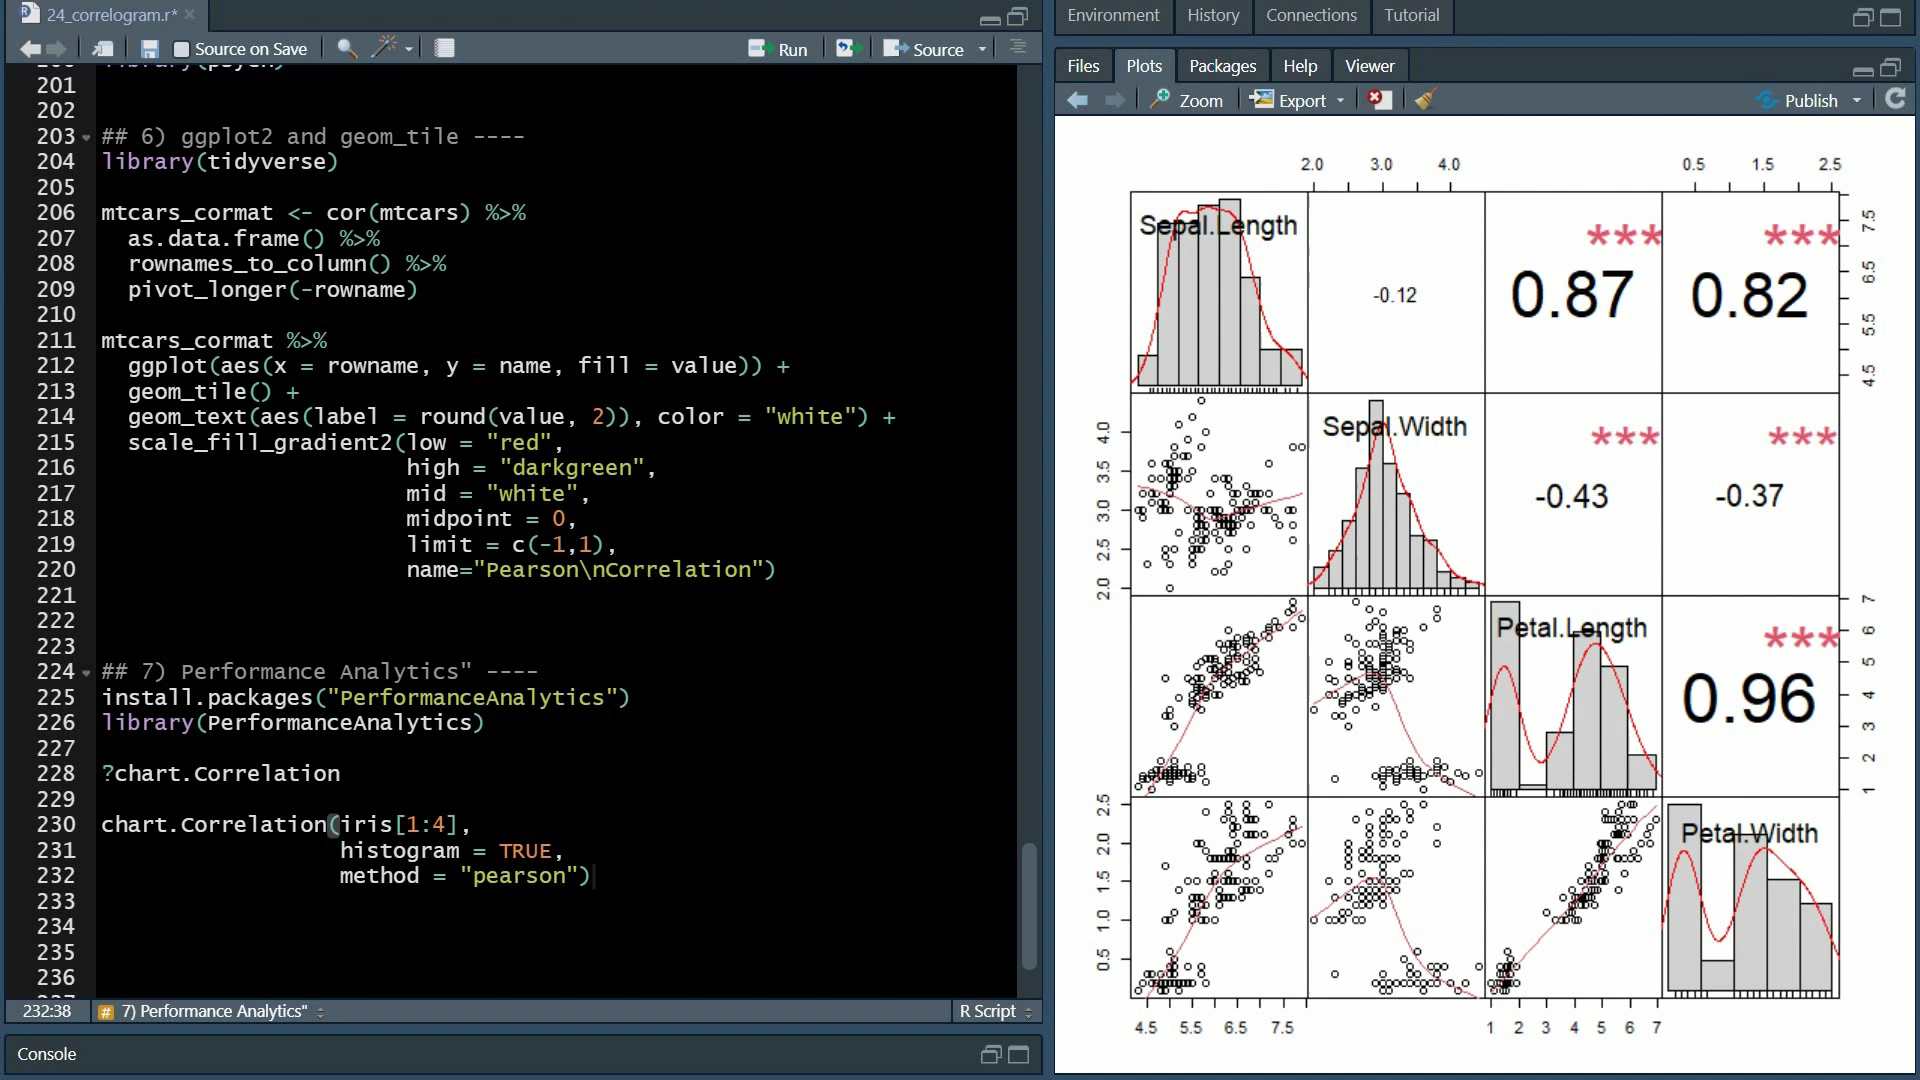 24_correlogram.r*
Source on Save
Run
Source
201
202
203 ## 6) ggplot2 and geom_tile ----
204 library(tidyverse)
205
206 mtcars_cormat <- cor(mtcars) %>%
207 as.data.frame() %>%
208 rownames_to_column() %>%
209 pivot_longer(-rowname)
210
211 mtcars_cormat %>%
212 ggplot(aes(x = rowname, y = name, fill = value)) +
213 geom_tile() +
214 geom_text(aes(label = round(value, 2)), color = "white") +
215 scale_fill_gradient2(low = "red",
216 high = "darkgreen",
217 mid = "white",
218 midpoint = 0,
219 limit = c(-1,1),
220 name="Pearson\nCorrelation")
221
222
223
224 ## 7) Performance Analytics" ----
225 install.packages("PerformanceAnalytics")
226 library(PerformanceAnalytics)
227
228 ?chart.Correlation
229
230 chart.Correlation(iris[1:4],
231 histogram = TRUE,
232 method = "pearson")
233
234
235
236
232:38 # 7) Performance Analytics" R Script
Console
Environment History Connections Tutorial
Files Plots Packages Help Viewer
Zoom Export Publish
2.0 3.0 4.0 0.5 1.5 2.5
Sepal.Length
-0.12
***
0.87
***
0.82
4.5 5.5 6.5 7.5
2.0 2.5 3.0 3.5 4.0
Sepal.Width
***
-0.43
***
-0.37
Petal.Length
***
0.96
1 2 3 4 5 6 7
0.5 1.0 1.5 2.0 2.5
Petal.Width
4.5 5.5 6.5 7.5 1 2 3 4 5 6 7